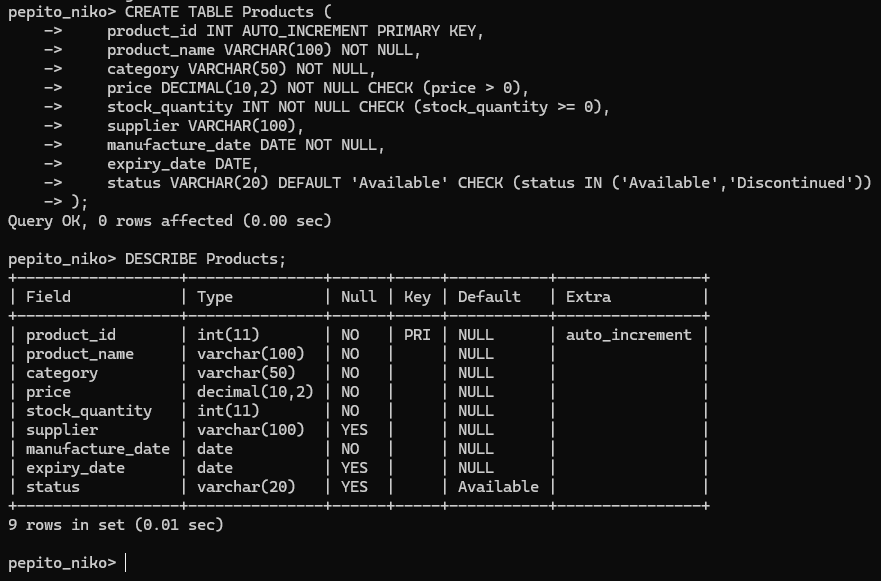 pepito_niko> CREATE TABLE Products (
    ->     product_id INT AUTO_INCREMENT PRIMARY KEY,
    ->     product_name VARCHAR(100) NOT NULL,
    ->     category VARCHAR(50) NOT NULL,
    ->     price DECIMAL(10,2) NOT NULL CHECK (price > 0),
    ->     stock_quantity INT NOT NULL CHECK (stock_quantity >= 0),
    ->     supplier VARCHAR(100),
    ->     manufacture_date DATE NOT NULL,
    ->     expiry_date DATE,
    ->     status VARCHAR(20) DEFAULT 'Available' CHECK (status IN ('Available','Discontinued'))
    -> );
Query OK, 0 rows affected (0.00 sec)

pepito_niko> DESCRIBE Products;
+------------------+---------------+------+-----+-----------+----------------+
| Field            | Type          | Null | Key | Default   | Extra          |
+------------------+---------------+------+-----+-----------+----------------+
| product_id       | int(11)       | NO   | PRI | NULL      | auto_increment |
| product_name     | varchar(100)  | NO   |     | NULL      |                |
| category         | varchar(50)   | NO   |     | NULL      |                |
| price            | decimal(10,2) | NO   |     | NULL      |                |
| stock_quantity   | int(11)       | NO   |     | NULL      |                |
| supplier         | varchar(100)  | YES  |     | NULL      |                |
| manufacture_date | date          | NO   |     | NULL      |                |
| expiry_date      | date          | YES  |     | NULL      |                |
| status           | varchar(20)   | YES  |     | Available |                |
+------------------+---------------+------+-----+-----------+----------------+
9 rows in set (0.01 sec)

pepito_niko>